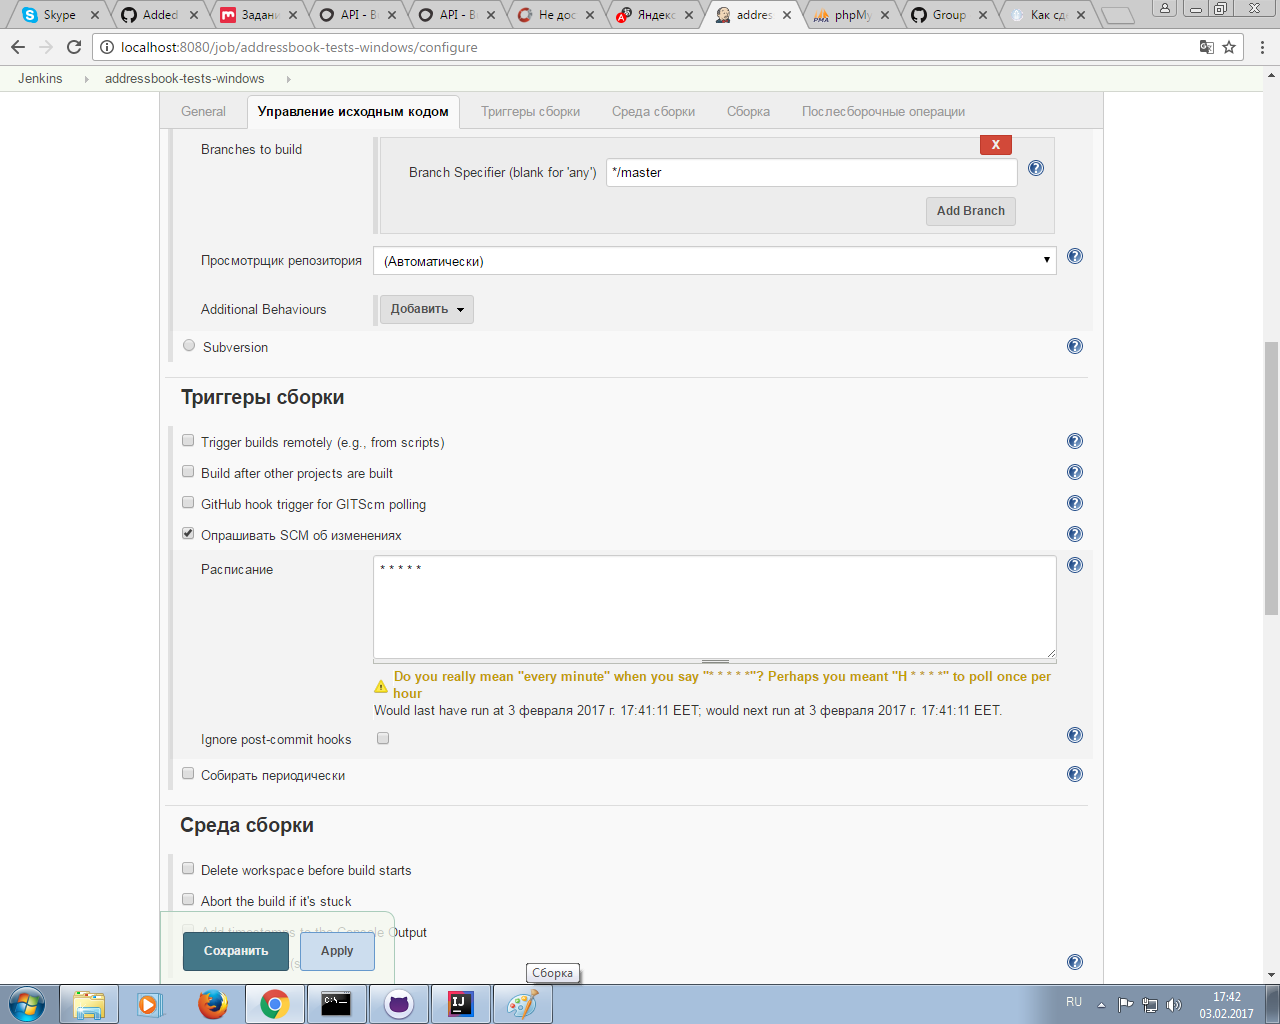 Skype
Added
Задани
API - B
API - B
Не дос
Яндекс
addres
phpMy
Group
Как сде
localhost:8080/job/addressbook-tests-windows/configure
Jenkins
addressbook-tests-windows
General
Управление исходным кодом
Триггеры сборки
Среда сборки
Сборка
Послесборочные операции
Branches to build
X
Branch Specifier (blank for 'any')
*/master
Add Branch
Просмотрщик репозитория
(Автоматически)
Additional Behaviours
Добавить
Subversion
Триггеры сборки
Trigger builds remotely (e.g., from scripts)
Build after other projects are built
GitHub hook trigger for GITScm polling
Опрашивать SCM об изменениях
Расписание
* * * * *
Do you really mean "every minute" when you say "* * * * *"? Perhaps you meant "H * * * *" to poll once per
hour
Would last have run at 3 февраля 2017 г. 17:41:11 EET; would next run at 3 февраля 2017 г. 17:41:11 EET.
Ignore post-commit hooks
Собирать периодически
Среда сборки
Delete workspace before build starts
Abort the build if it's stuck
Add timestamps to the Console Output
Сохранить
Apply
Сборка
RU
17:42
03.02.2017